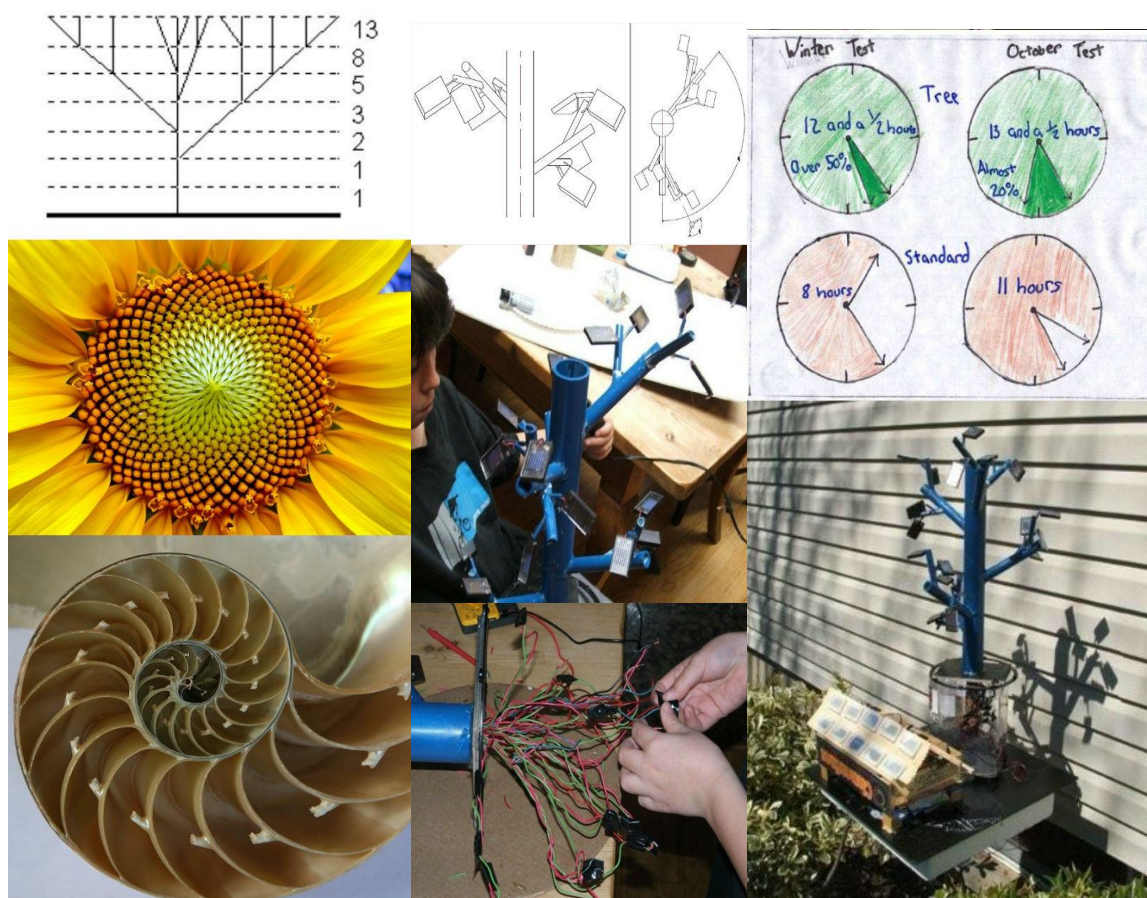 13
8
5
3
2
1
1
Winter Test
October Test
Tree
12 and a 1/2 hours
Over 50%
13 and a 1/2 hours
Almost
20%
Standard
8 hours
11 hours